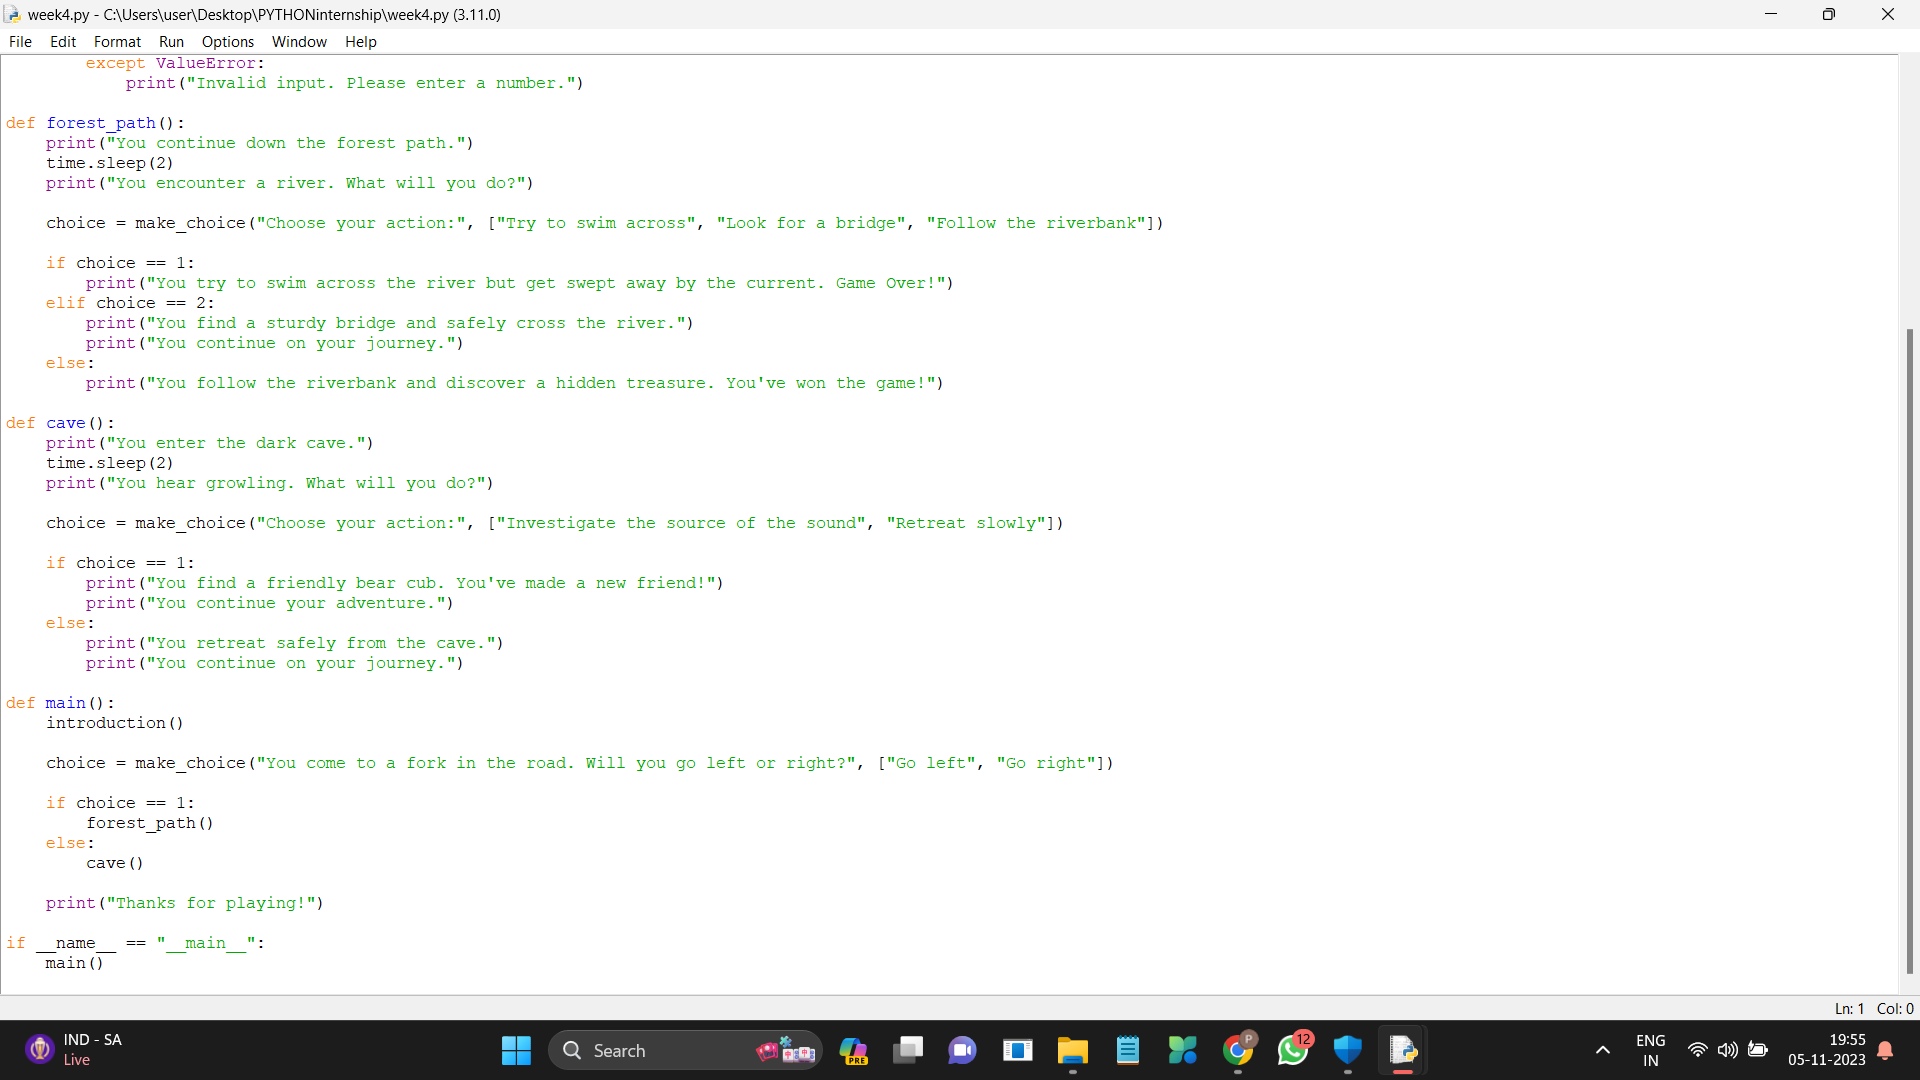 week4.py - C:\Users\user\Desktop\PYTHONinternship\week4.py (3.11.0)
File Edit Format Run Options Window Help
        except ValueError:
            print("Invalid input. Please enter a number.")

def forest_path():
    print("You continue down the forest path.")
    time.sleep(2)
    print("You encounter a river. What will you do?")

    choice = make_choice("Choose your action:", ["Try to swim across", "Look for a bridge", "Follow the riverbank"])

    if choice == 1:
        print("You try to swim across the river but get swept away by the current. Game Over!")
    elif choice == 2:
        print("You find a sturdy bridge and safely cross the river.")
        print("You continue on your journey.")
    else:
        print("You follow the riverbank and discover a hidden treasure. You've won the game!")

def cave():
    print("You enter the dark cave.")
    time.sleep(2)
    print("You hear growling. What will you do?")

    choice = make_choice("Choose your action:", ["Investigate the source of the sound", "Retreat slowly"])

    if choice == 1:
        print("You find a friendly bear cub. You've made a new friend!")
        print("You continue your adventure.")
    else:
        print("You retreat safely from the cave.")
        print("You continue on your journey.")

def main():
    introduction()

    choice = make_choice("You come to a fork in the road. Will you go left or right?", ["Go left", "Go right"])

    if choice == 1:
        forest_path()
    else:
        cave()

    print("Thanks for playing!")

if __name__ == "__main__":
    main()
Ln: 1 Col: 0
IND - SA
Live
Search
PRE
P
12
ENG
IN
19:55
05-11-2023